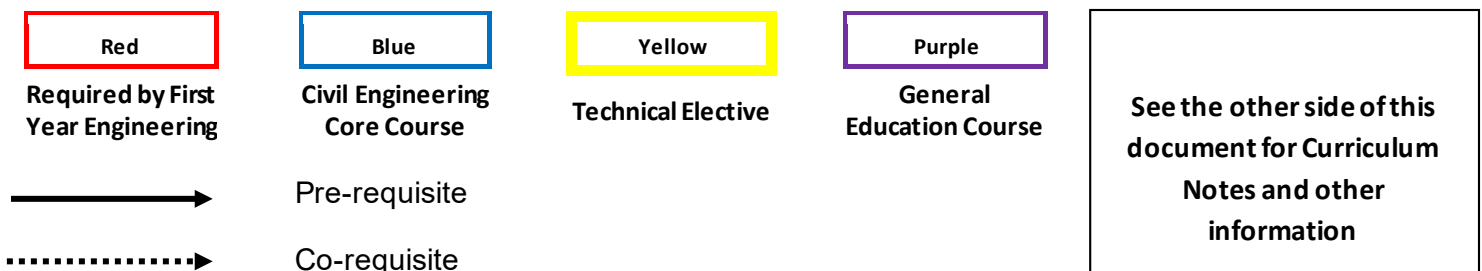 Red
Blue
Yellow
Purple
Required by First
Year Engineering
Civil Engineering
Core Course
Technical Elective
General
Education Course
Pre-requisite
Co-requisite
See the other side of this
document for Curriculum
Notes and other
information